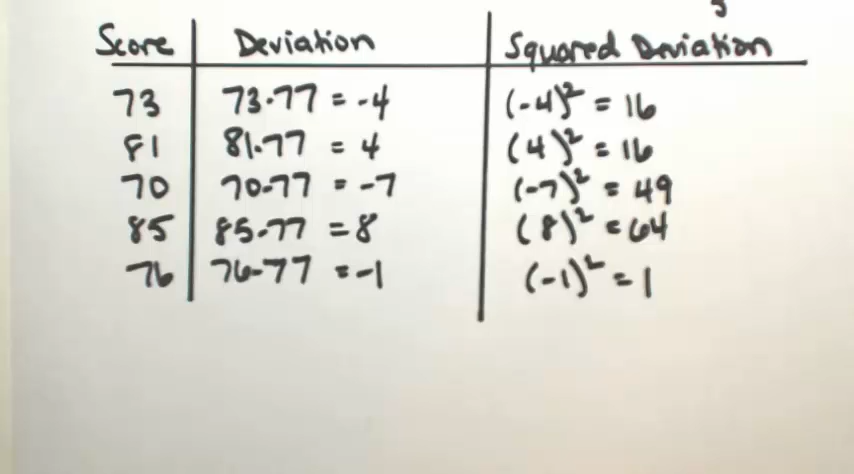 Score Deviation Squared Deviation
73 73-77 = -4 (-4)² = 16
81 81-77 = 4 (4)² = 16
70 70-77 = -7 (-7)² = 49
85 85-77 = 8 (8)² = 64
76 76-77 = -1 (-1)² = 1